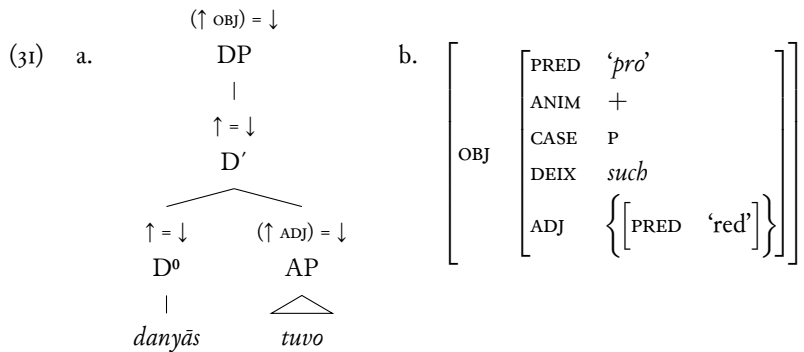 (31) a. (↑ OBJ) = ↓
DP
↑ = ↓
D′
↑ = ↓ (↑ ADJ) = ↓
D⁰ AP
danyās tuvo
b. [OBJ [PRED ‘pro’
ANIM +
CASE P
DEIX such
ADJ {[PRED ‘red’]}]]